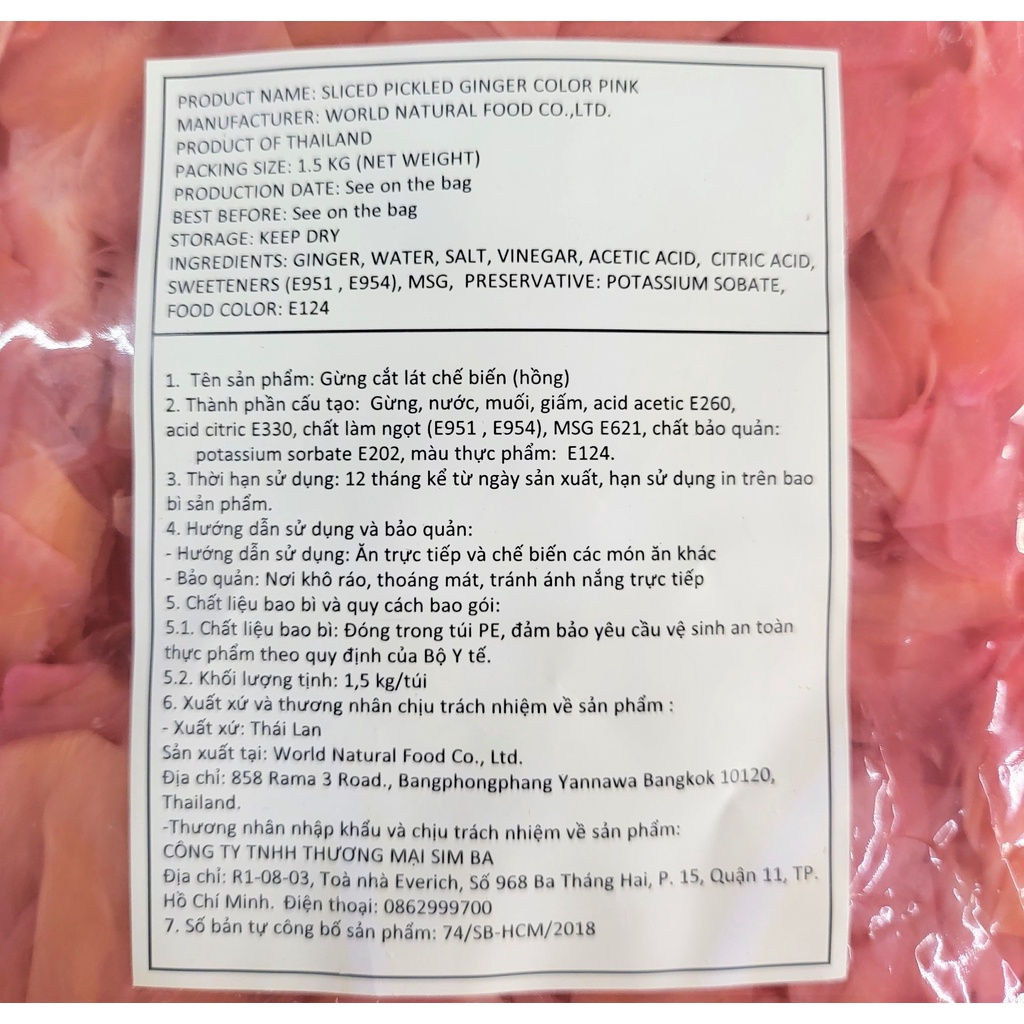 PRODUCT NAME: SLICED PICKLED GINGER COLOR PINK
MANUFACTURER: WORLD NATURAL FOOD CO.,LTD.
PRODUCT OF THAILAND
PACKING SIZE: 1.5 KG (NET WEIGHT)
PRODUCTION DATE: See on the bag
BEST BEFORE: See on the bag
STORAGE: KEEP DRY
INGREDIENTS: GINGER, WATER, SALT, VINEGAR, ACETIC ACID, CITRIC ACID,
SWEETENERS (E951 , E954), MSG, PRESERVATIVE: POTASSIUM SOBATE,
FOOD COLOR: E124
1. Tên sản phẩm: Gừng cắt lát chế biến (hồng)
2. Thành phần cấu tạo: Gừng, nước, muối, giấm, acid acetic E260,
acid citric E330, chất làm ngọt (E951 , E954), MSG E621, chất bảo quản:
potassium sorbate E202, màu thực phẩm: E124.
3. Thời hạn sử dụng: 12 tháng kể từ ngày sản xuất, hạn sử dụng in trên bao
bì sản phẩm.
4. Hướng dẫn sử dụng và bảo quản:
- Hướng dẫn sử dụng: Ăn trực tiếp và chế biến các món ăn khác
- Bảo quản: Nơi khô ráo, thoáng mát, tránh ánh nắng trực tiếp
5. Chất liệu bao bì và quy cách bao gói:
5.1. Chất liệu bao bì: Đóng trong túi PE, đảm bảo yêu cầu vệ sinh an toàn
thực phẩm theo quy định của Bộ Y tế.
5.2. Khối lượng tịnh: 1,5 kg/túi
6. Xuất xứ và thương nhân chịu trách nhiệm về sản phẩm :
- Xuất xứ: Thái Lan
Sản xuất tại: World Natural Food Co., Ltd.
Địa chỉ: 858 Rama 3 Road., Bangphongphang Yannawa Bangkok 10120,
Thailand.
-Thương nhân nhập khẩu và chịu trách nhiệm về sản phẩm:
CÔNG TY TNHH THƯƠNG MẠI SIM BA
Địa chỉ: R1-08-03, Toà nhà Everich, Số 968 Ba Tháng Hai, P. 15, Quận 11, TP.
Hồ Chí Minh. Điện thoại: 0862999700
7. Số bản tự công bố sản phẩm: 74/SB-HCM/2018